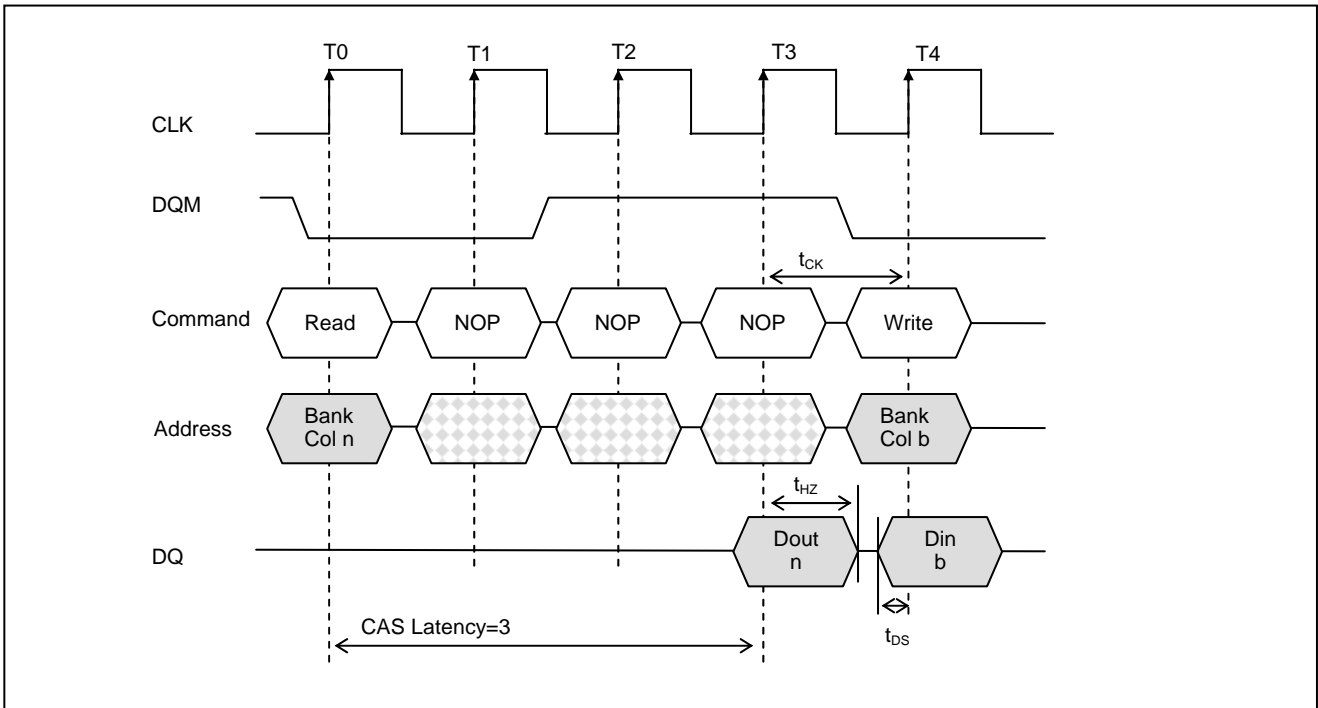 T0 T1 T2 T3 T4
CLK
DQM
tCK
Command Read NOP NOP NOP Write
Address Bank Col n Bank Col b
tHZ
DQ Dout n Din b
CAS Latency=3
tDS